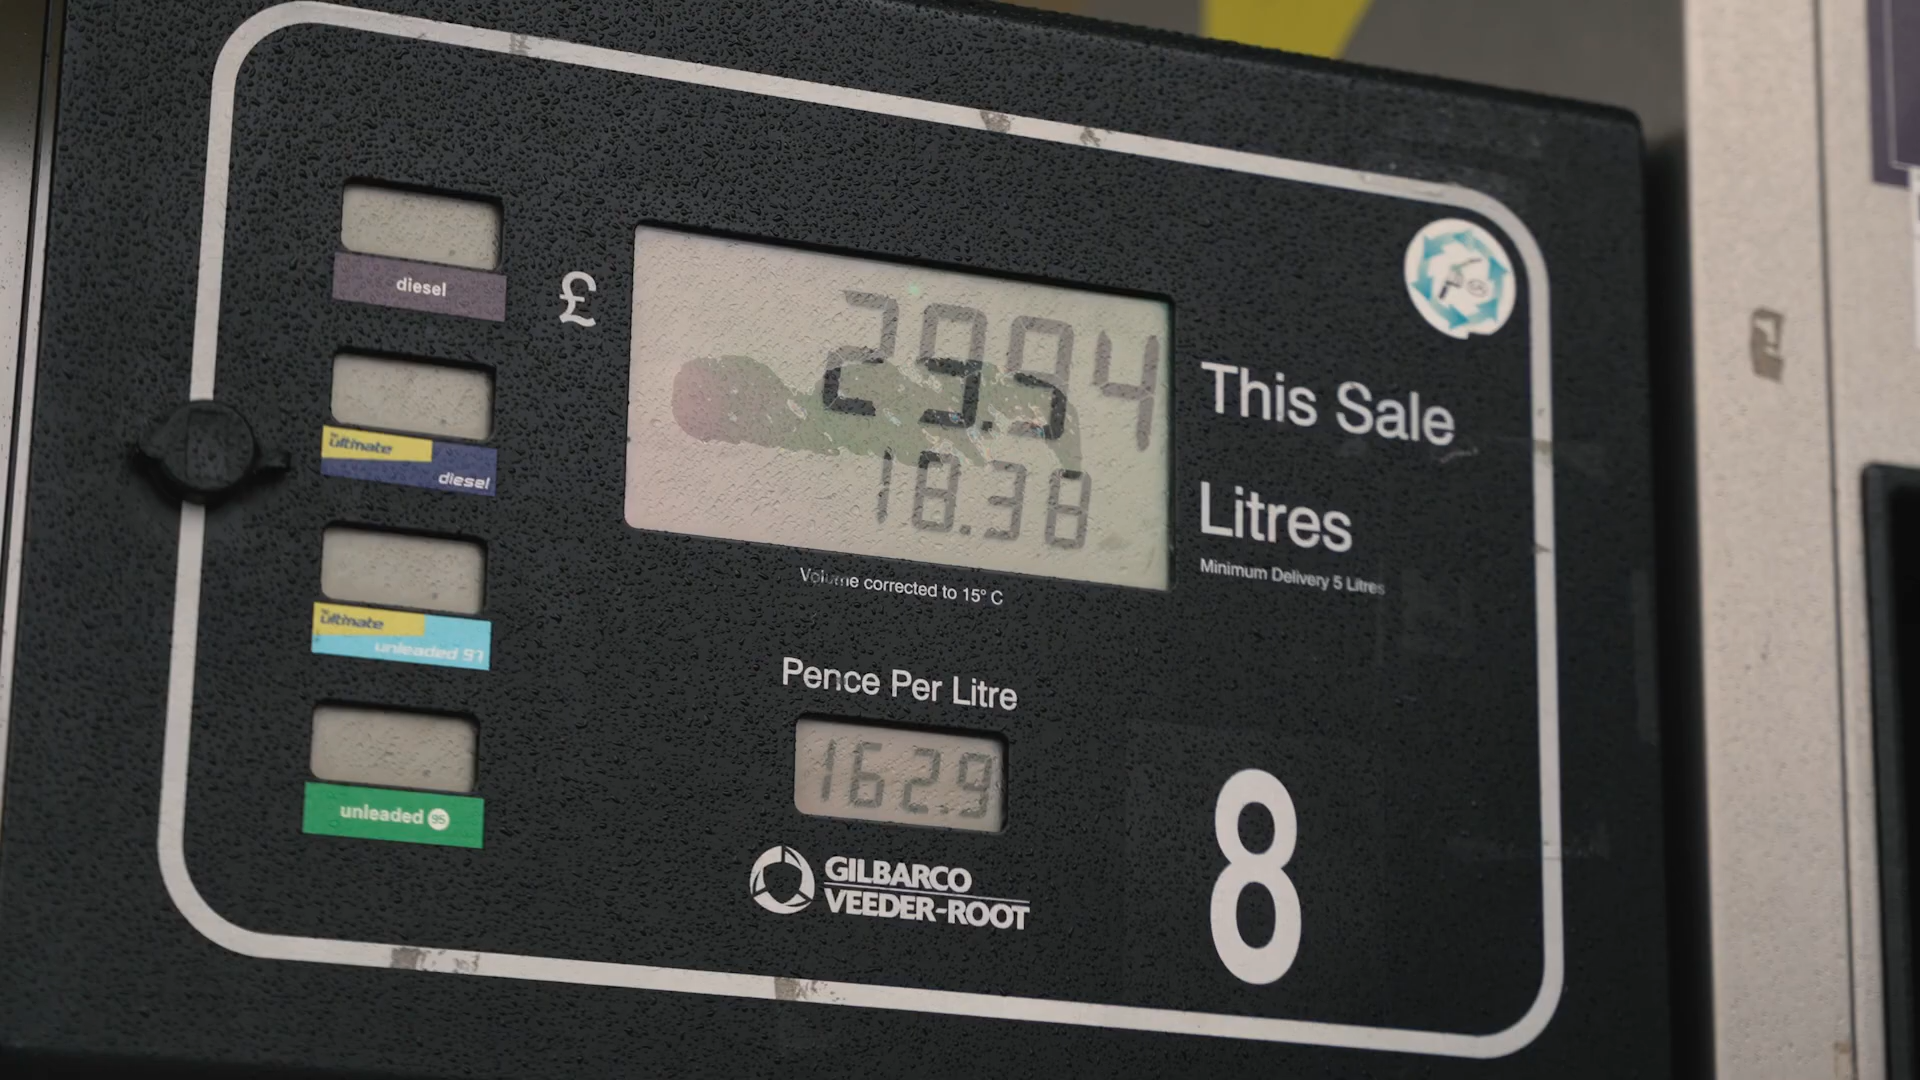 diesel
£
29.94
This Sale
ultimate
diesel
18.38
Litres
Minimum Delivery 5 Litres
Volume corrected to 15° C
ultimate
unleaded 97
Pence Per Litre
162.9
unleaded 95
GILBARCO
VEEDER-ROOT
8